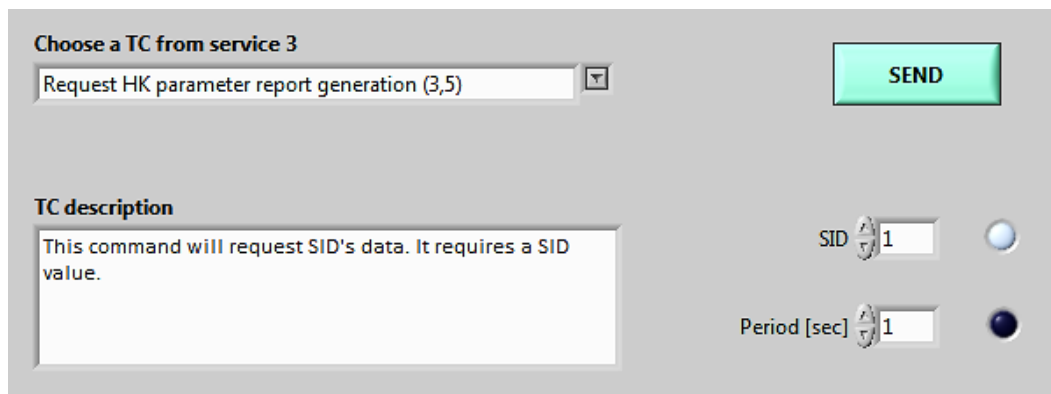 Choose a TC from service 3
Request HK parameter report generation (3,5)
SEND
TC description
This command will request SID's data. It requires a SID
value.
SID 1
Period [sec] 1